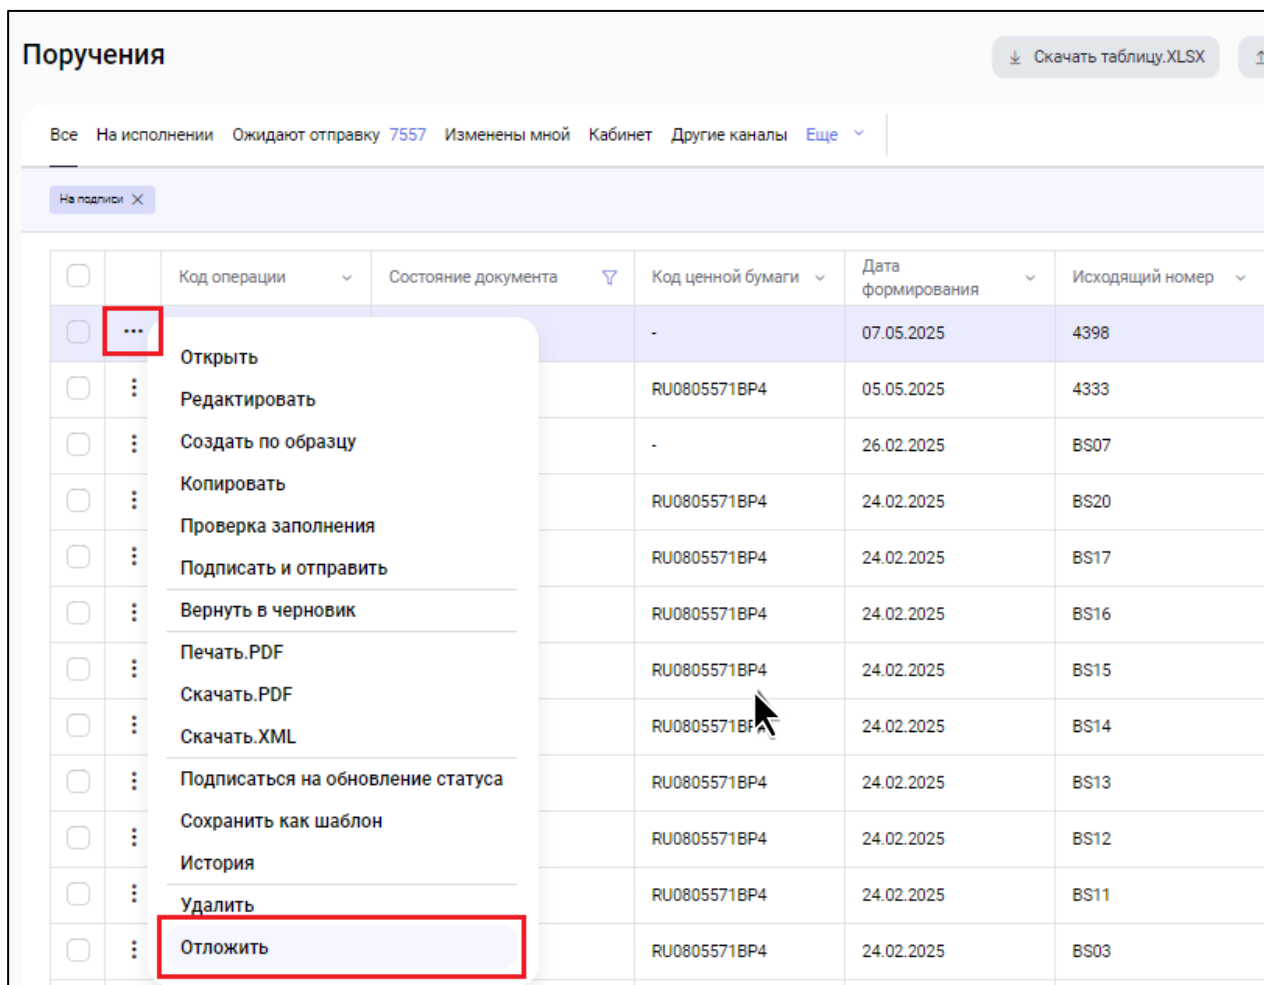 Поручения
Скачать таблицу.XLSX
Все На исполнении Ожидают отправку 7557 Изменены мной Кабинет Другие каналы Еще
На подписи
Код операции Состояние документа Код ценной бумаги Дата формирования Исходящий номер
- 07.05.2025 4398
Открыть
RU0805571BP4 05.05.2025 4333
Редактировать
Создать по образцу
- 26.02.2025 BS07
Копировать
RU0805571BP4 24.02.2025 BS20
Проверка заполнения
RU0805571BP4 24.02.2025 BS17
Подписать и отправить
Вернуть в черновик
RU0805571BP4 24.02.2025 BS16
Печать.PDF
RU0805571BP4 24.02.2025 BS15
Скачать.PDF
RU0805571BP4 24.02.2025 BS14
Скачать.XML
Подписаться на обновление статуса
RU0805571BP4 24.02.2025 BS13
Сохранить как шаблон
RU0805571BP4 24.02.2025 BS12
История
RU0805571BP4 24.02.2025 BS11
Удалить
Отложить
RU0805571BP4 24.02.2025 BS03